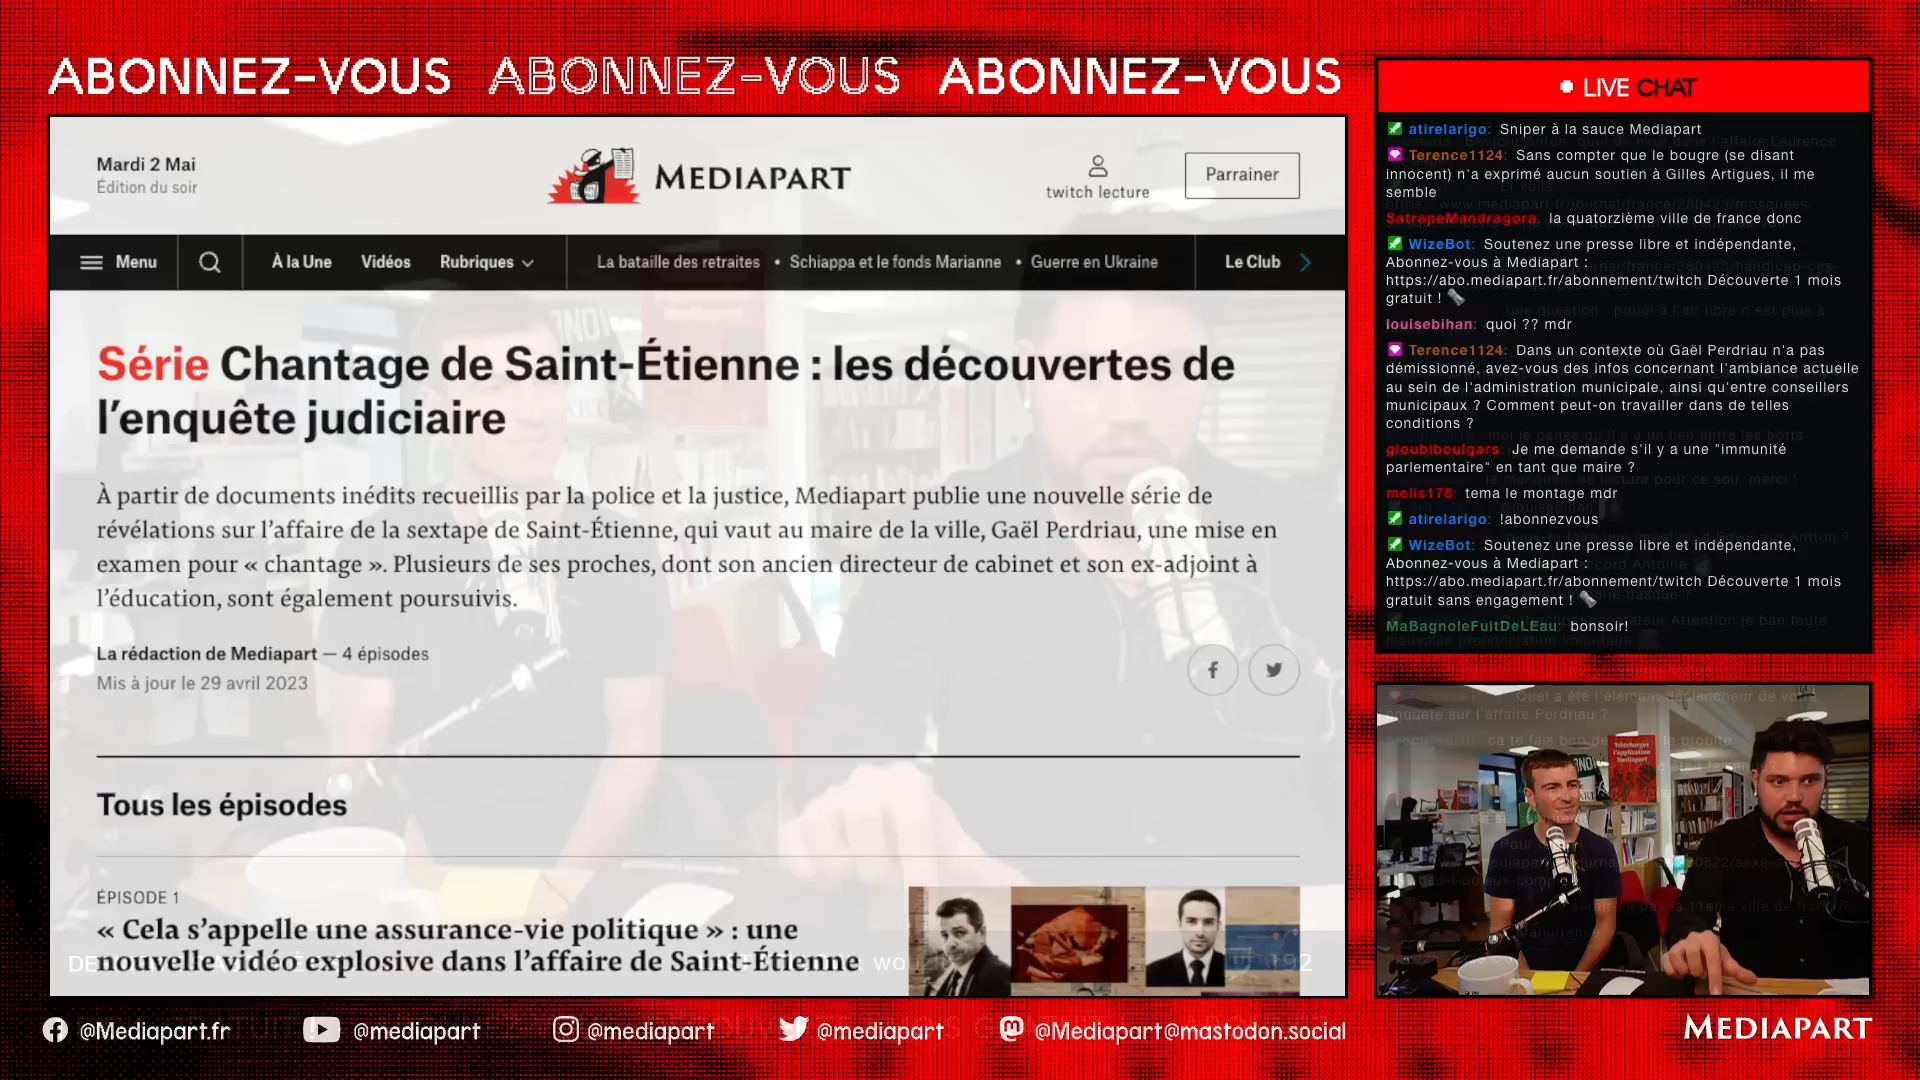 ABONNEZ-VOUS ABONNEZ-VOUS ABONNEZ-VOUS
Mardi 2 Mai
Édition du soir
MEDIAPART
twitch lecture
Parrainer
Menu
À la Une
Vidéos
Rubriques
La bataille des retraites • Schiappa et le fonds Marianne • Guerre en Ukraine
Le Club
Série Chantage de Saint-Étienne : les découvertes de
l'enquête judiciaire
À partir de documents inédits recueillis par la police et la justice, Mediapart publie une nouvelle série de
révélations sur l'affaire de la sextape de Saint-Étienne, qui vaut au maire de la ville, Gaël Perdriau, une mise en
examen pour « chantage ». Plusieurs de ses proches, dont son ancien directeur de cabinet et son ex-adjoint à
l'éducation, sont également poursuivis.
La rédaction de Mediapart — 4 épisodes
Mis à jour le 29 avril 2023
Tous les épisodes
ÉPISODE 1
« Cela s'appelle une assurance-vie politique » : une
nouvelle vidéo explosive dans l'affaire de Saint-Étienne
LIVE CHAT
atirelarigo: Sniper à la sauce Mediapart
Terence1124: Sans compter que le bougre (se disant
innocent) n'a exprimé aucun soutien à Gilles Artigues, il me
semble
SatrapeMandragora: la quatorzième ville de france donc
WizeBot: Soutenez une presse libre et indépendante,
Abonnez-vous à Mediapart :
https://abo.mediapart.fr/abonnement/twitch Découverte 1 mois
gratuit !
louisebihan: quoi ?? mdr
Terence1124: Dans un contexte où Gaël Perdriau n'a pas
démissionné, avez-vous des infos concernant l'ambiance actuelle
au sein de l'administration municipale, ainsi qu'entre conseillers
municipaux ? Comment peut-on travailler dans de telles
conditions ?
gloubiboulgars: Je me demande s'il y a une "immunité
parlementaire" en tant que maire ?
melis178: tema le montage mdr
atirelarigo: !abonnezvous
WizeBot: Soutenez une presse libre et indépendante,
Abonnez-vous à Mediapart :
https://abo.mediapart.fr/abonnement/twitch Découverte 1 mois
gratuit sans engagement !
MaBagnoleFuitDeLEau: bonsoir!
Téléchargez
l'application
Mediapart
@Mediapart.fr
@mediapart
@mediapart
@mediapart
@Mediapart@mastodon.social
MEDIAPART